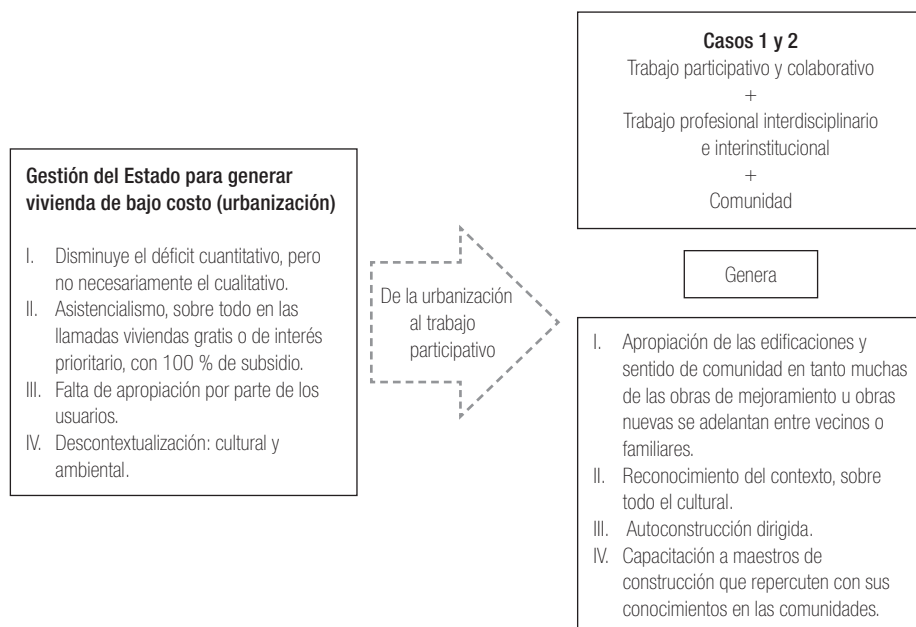 Gestión del Estado para generar
vivienda de bajo costo (urbanización)
I. Disminuye el déficit cuantitativo, pero
no necesariamente el cualitativo.
II. Asistencialismo, sobre todo en las
llamadas viviendas gratis o de interés
prioritario, con 100 % de subsidio.
III. Falta de apropiación por parte de los
usuarios.
IV. Descontextualización: cultural y
ambiental.
De la urbanización
al trabajo
participativo
Casos 1 y 2
Trabajo participativo y colaborativo
+
Trabajo profesional interdisciplinario
e interinstitucional
+
Comunidad
Genera
I. Apropiación de las edificaciones y
sentido de comunidad en tanto muchas
de las obras de mejoramiento u obras
nuevas se adelantan entre vecinos o
familiares.
II. Reconocimiento del contexto, sobre
todo el cultural.
III. Autoconstrucción dirigida.
IV. Capacitación a maestros de
construcción que repercuten con sus
conocimientos en las comunidades.